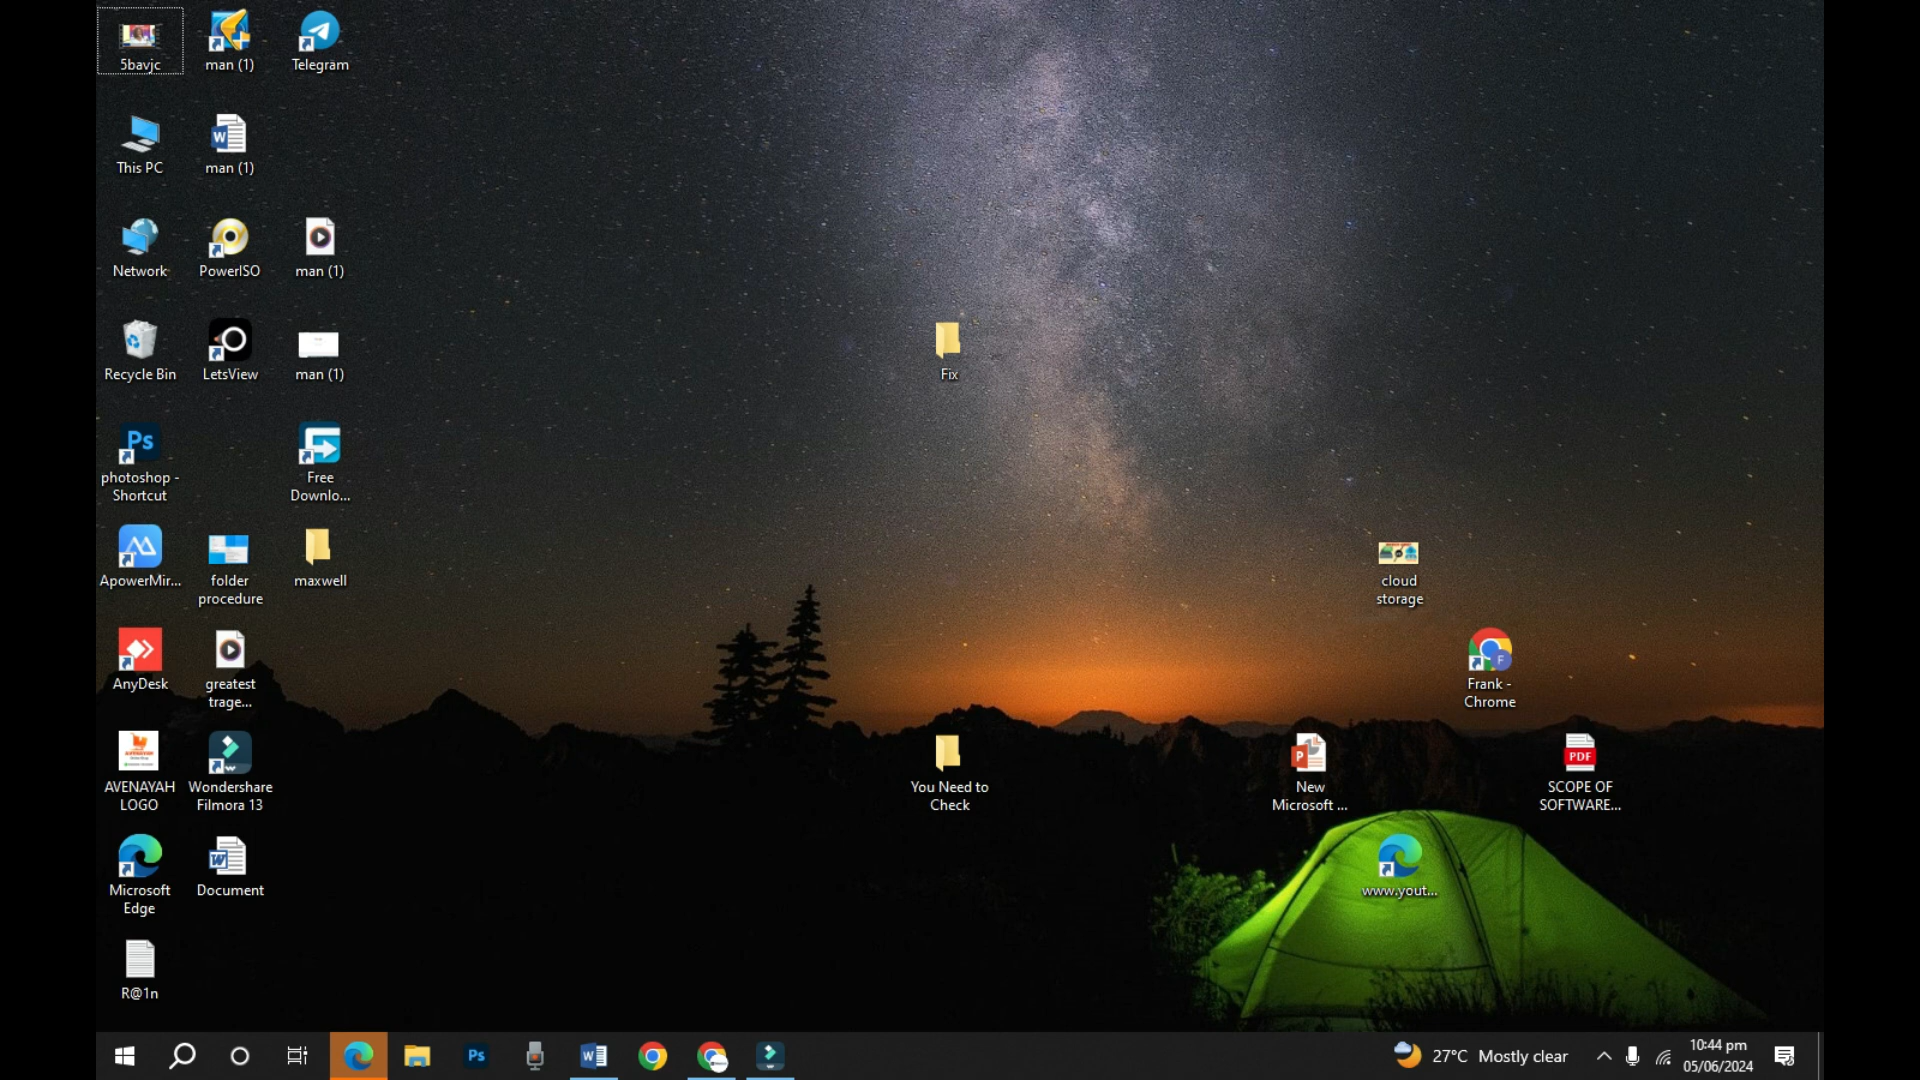 5bavjc
man (1)
Telegram
This PC
man (1)
Network
PowerISO
man (1)
Recycle Bin
LetsView
man (1)
Fix
Ps
photoshop -
Shortcut
Free
Downlo...
ApowerMir...
folder
procedure
maxwell
cloud
storage
AnyDesk
greatest
trage...
F
Frank -
Chrome
AVENAYAH
LOGO
Wondershare
Filmora 13
You Need to
Check
P
New
Microsoft ...
PDF
SCOPE OF
SOFTWARE...
Microsoft
Edge
W
Document
www.yout...
R@1n
Ps
W
27°C Mostly clear
10:44 pm
05/06/2024